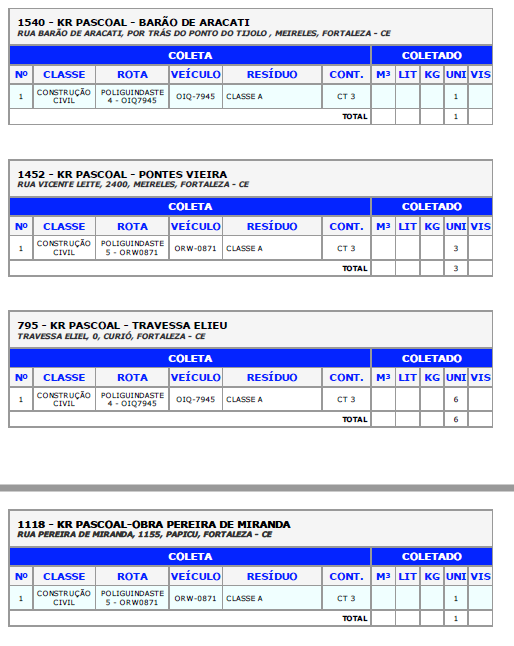 1540 - KR PASCOAL - BARÃO DE ARACATI
RUA BARÃO DE ARACATI, POR TRÁS DO PONTO DO TIJOLO , MEIRELES, FORTALEZA - CE
COLETA COLETADO
Nº CLASSE ROTA VEÍCULO RESÍDUO CONT. M³ LIT KG UNI VIS
1 CONSTRUÇÃO CIVIL POLIGUINDASTE 4 - OIQ7945 OIQ-7945 CLASSE A CT 3 1
TOTAL 1
1452 - KR PASCOAL - PONTES VIEIRA
RUA VICENTE LEITE, 2400, MEIRELES, FORTALEZA - CE
COLETA COLETADO
Nº CLASSE ROTA VEÍCULO RESÍDUO CONT. M³ LIT KG UNI VIS
1 CONSTRUÇÃO CIVIL POLIGUINDASTE 5 - ORW0871 ORW-0871 CLASSE A CT 3 3
TOTAL 3
795 - KR PASCOAL - TRAVESSA ELIEU
TRAVESSA ELIEL, 0, CURIÓ, FORTALEZA - CE
COLETA COLETADO
Nº CLASSE ROTA VEÍCULO RESÍDUO CONT. M³ LIT KG UNI VIS
1 CONSTRUÇÃO CIVIL POLIGUINDASTE 4 - OIQ7945 OIQ-7945 CLASSE A CT 3 6
TOTAL 6
1118 - KR PASCOAL-OBRA PEREIRA DE MIRANDA
RUA PEREIRA DE MIRANDA, 1155, PAPICU, FORTALEZA - CE
COLETA COLETADO
Nº CLASSE ROTA VEÍCULO RESÍDUO CONT. M³ LIT KG UNI VIS
1 CONSTRUÇÃO CIVIL POLIGUINDASTE 5 - ORW0871 ORW-0871 CLASSE A CT 3 1
TOTAL 1